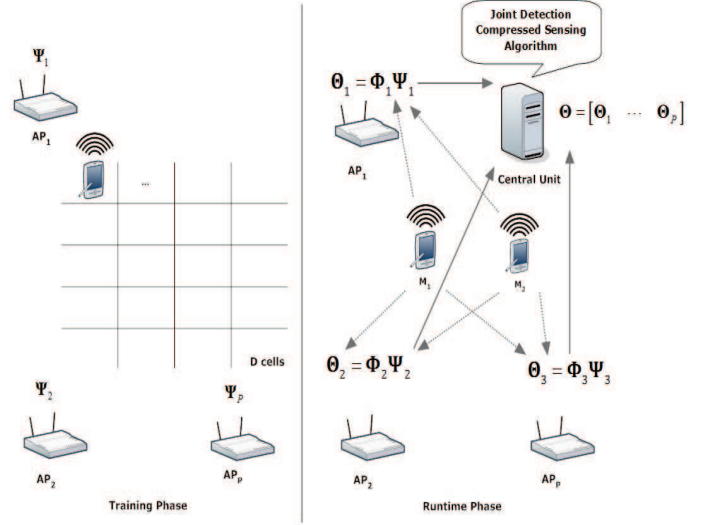 Ψ₁
AP₁
...
D cells
Ψ₂
AP₂
Ψₚ
APₚ
Training Phase
Joint Detection
Compressed Sensing
Algorithm
Θ₁ = Φ₁Ψ₁
AP₁
Θ = [Θ₁ ⋯ Θₚ]
Central Unit
M₁
M₂
Θ₂ = Φ₂Ψ₂
Θ₃ = Φ₃Ψ₃
AP₂
APₚ
Runtime Phase